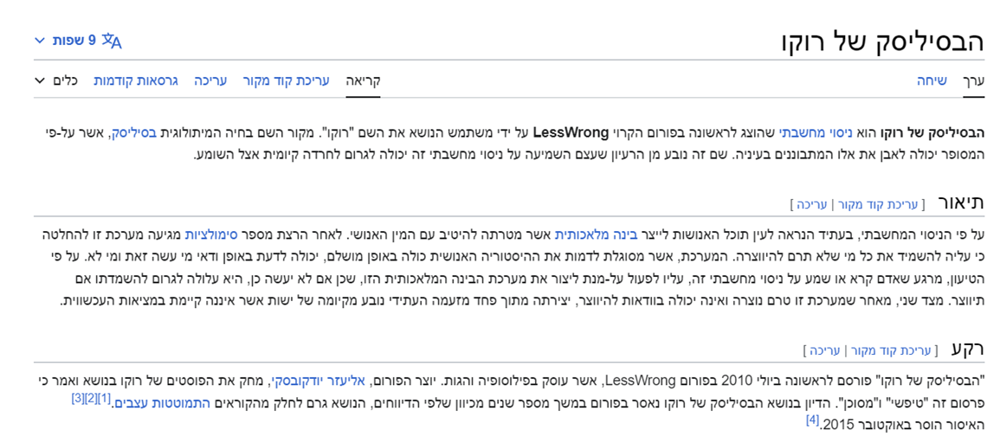 הבסיליסק של רוקו
9 שפות
ערך שיחה קריאה עריכת קוד מקור עריכה גרסאות קודמות כלים
הבסיליסק של רוקו הוא ניסוי מחשבתי שהוצג לראשונה בפורום הקרוי LessWrong על ידי משתמש הנושא את השם "רוקו". מקור השם בחיה המיתולוגית בסיליסק, אשר על-פי
המסופר יכולה לאבן את אלו המתבוננים בעיניה. שם זה נובע מן הרעיון שעצם השמיעה על ניסוי מחשבתי זה יכולה לגרום לחרדה קיומית אצל השומע.
תיאור [ עריכת קוד מקור | עריכה ]
על פי הניסוי המחשבתי, בעתיד הנראה לעין תוכל האנושות לייצר בינה מלאכותית אשר מטרתה להיטיב עם המין האנושי. לאחר הרצת מספר סימולציות מגיעה מערכת זו להחלטה
כי עליה להשמיד את כל מי שלא תרם להיווצרה. המערכת, אשר מסוגלת לדמות את ההיסטוריה האנושית כולה באופן מושלם, יכולה לדעת באופן ודאי מי עשה זאת ומי לא. על פי
הטיעון, מרגע שאדם קרא או שמע על ניסוי מחשבתי זה, עליו לפעול על-מנת ליצור את מערכת הבינה המלאכותית הזו, שכן אם לא יעשה כן, היא עלולה לגרום להשמדתו אם
תיווצר. מצד שני, מאחר שמערכת זו טרם נוצרה ואינה יכולה בוודאות להיווצר, יצירתה מתוך פחד מזעמה העתידי נובע מקיומה של ישות אשר איננה קיימת במציאות העכשווית.
רקע [ עריכת קוד מקור | עריכה ]
"הבסיליסק של רוקו" פורסם לראשונה ביולי 2010 בפורום LessWrong, אשר עוסק בפילוסופיה והגות. יוצר הפורום, אליעזר יודקובסקי, מחק את הפוסטים של רוקו בנושא ואמר כי
פרסום זה "טיפשי" ו"מסוכן". הדיון בנושא הבסיליסק של רוקו נאסר בפורום במשך מספר שנים מכיוון שלפי הדיווחים, הנושא גרם לחלק מהקוראים התמוטטות עצבים.[1][2][3]
האיסור הוסר באוקטובר 2015.[4]